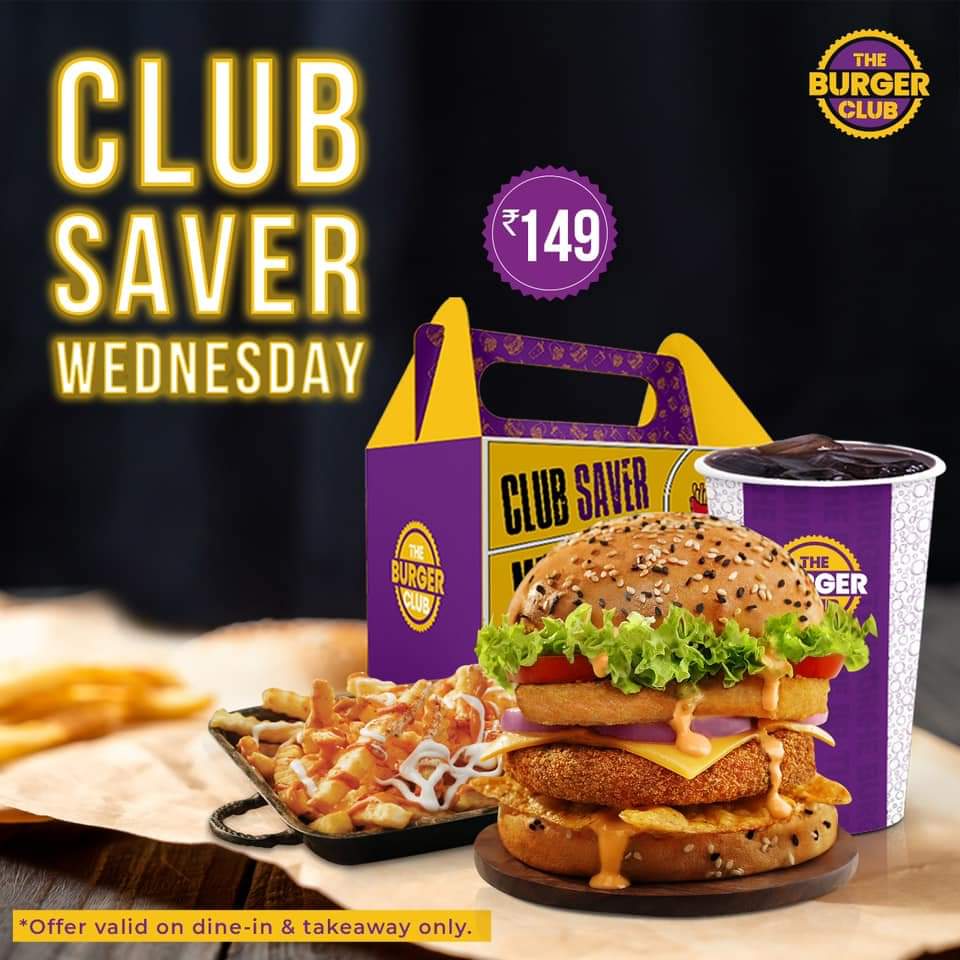 CLUB
SAVER
WEDNESDAY
THE
BURGER
CLUB
₹149
CLUB SAVER
THE
BURGER
CLUB
THE
GER
*Offer valid on dine-in & takeaway only.